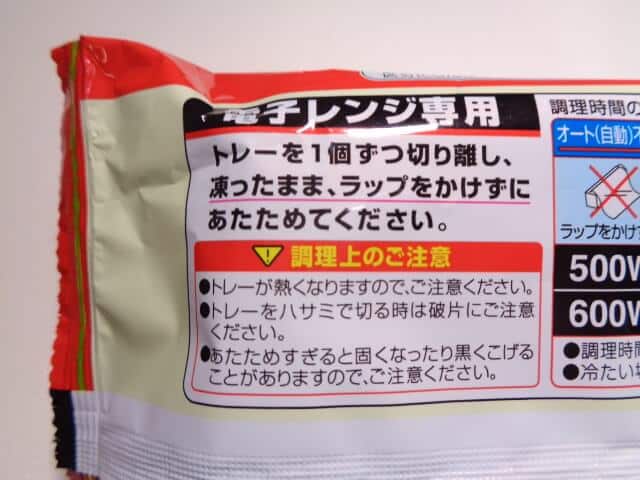 電子レンジ専用
トレーを1個ずつ切り離し、
凍ったまま、ラップをかけずに
あたためてください。
調理上のご注意
●トレーが熱くなりますので、ご注意ください。
●トレーをハサミで切る時は破片にご注意
ください。
●あたためすぎると固くなったり黒くこげる
ことがありますので、ご注意ください。
調理時間の
オート(自動)不
ラップをかけず
500W
600W
●調理時間
●冷たい場